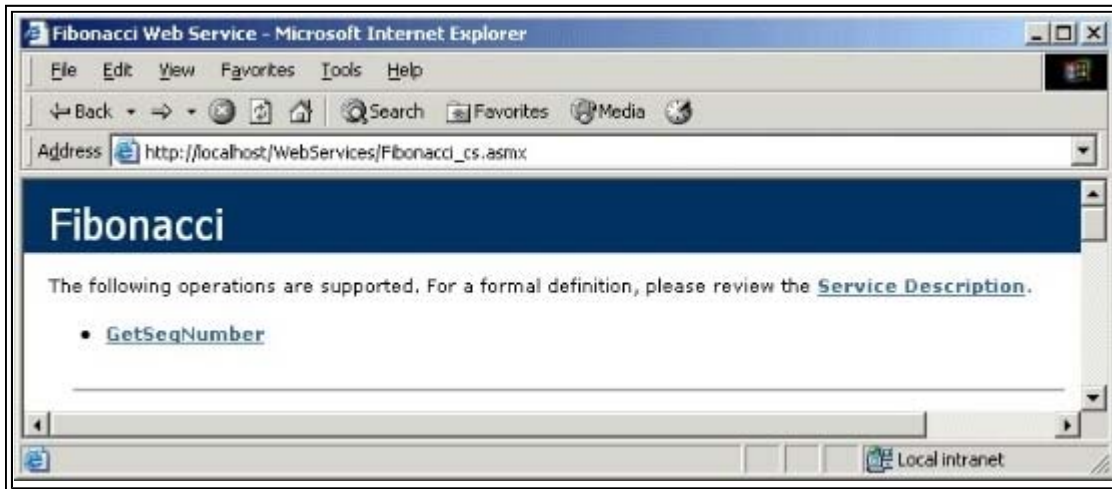 Fibonacci Web Service - Microsoft Internet Explorer
File Edit View Favorites Tools Help
Back Search Favorites Media
Address http://localhost/WebServices/Fibonacci_cs.asmx
Fibonacci
The following operations are supported. For a formal definition, please review the Service Description.
GetSeqNumber
Local intranet